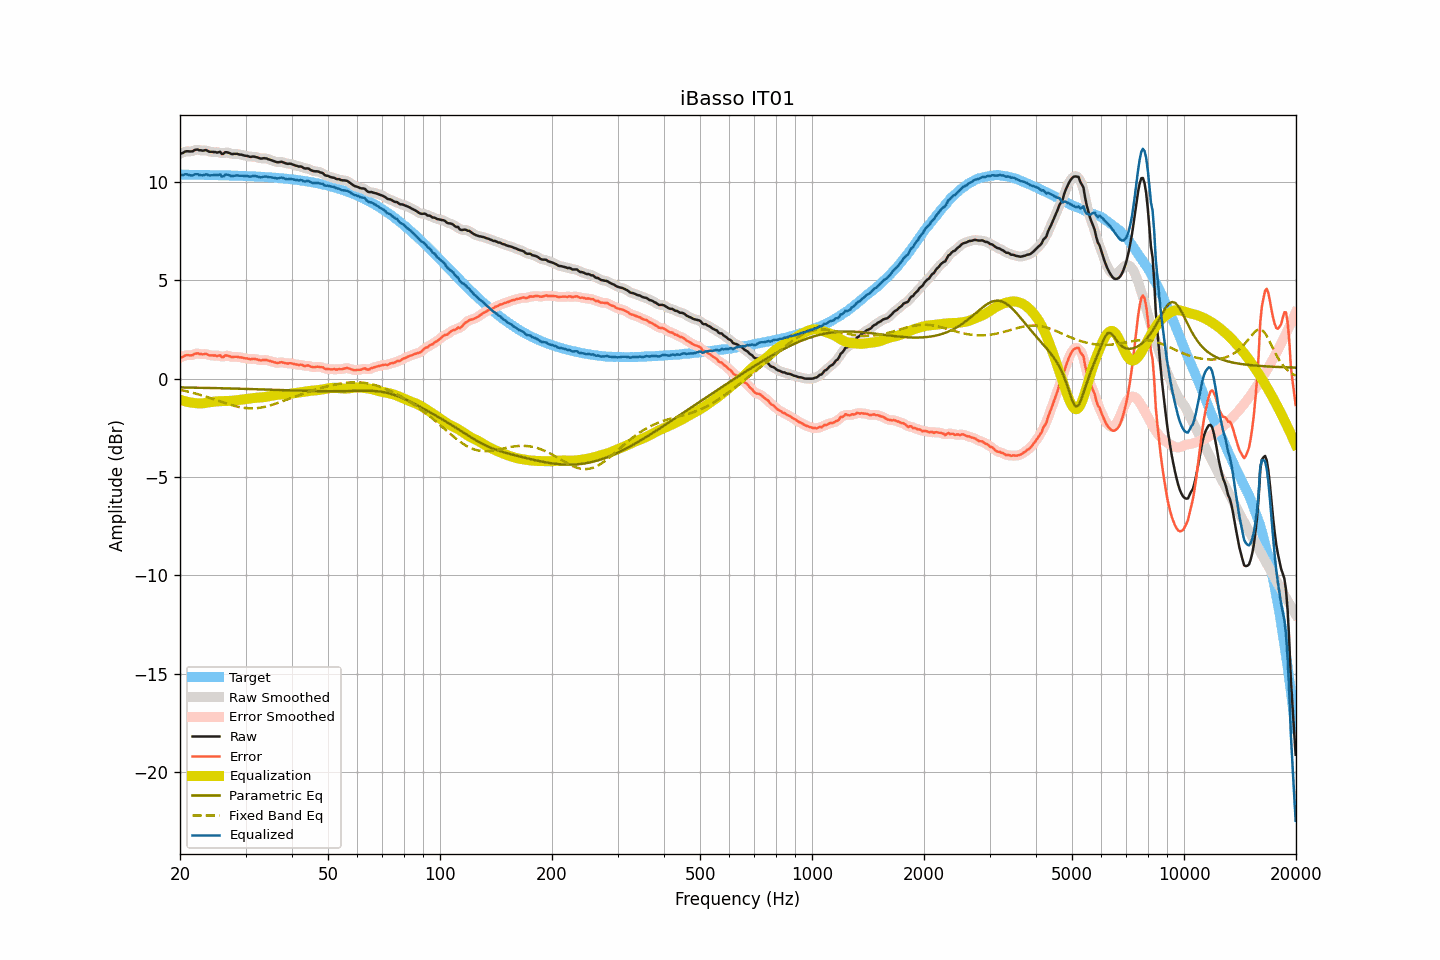 iBasso IT01
Amplitude (dBr)
10
5
0
−5
−10
−15
−20
Target
Raw Smoothed
Error Smoothed
Raw
Error
Equalization
Parametric Eq
Fixed Band Eq
Equalized
20 50 100 200 500 1000 2000 5000 10000 20000
Frequency (Hz)